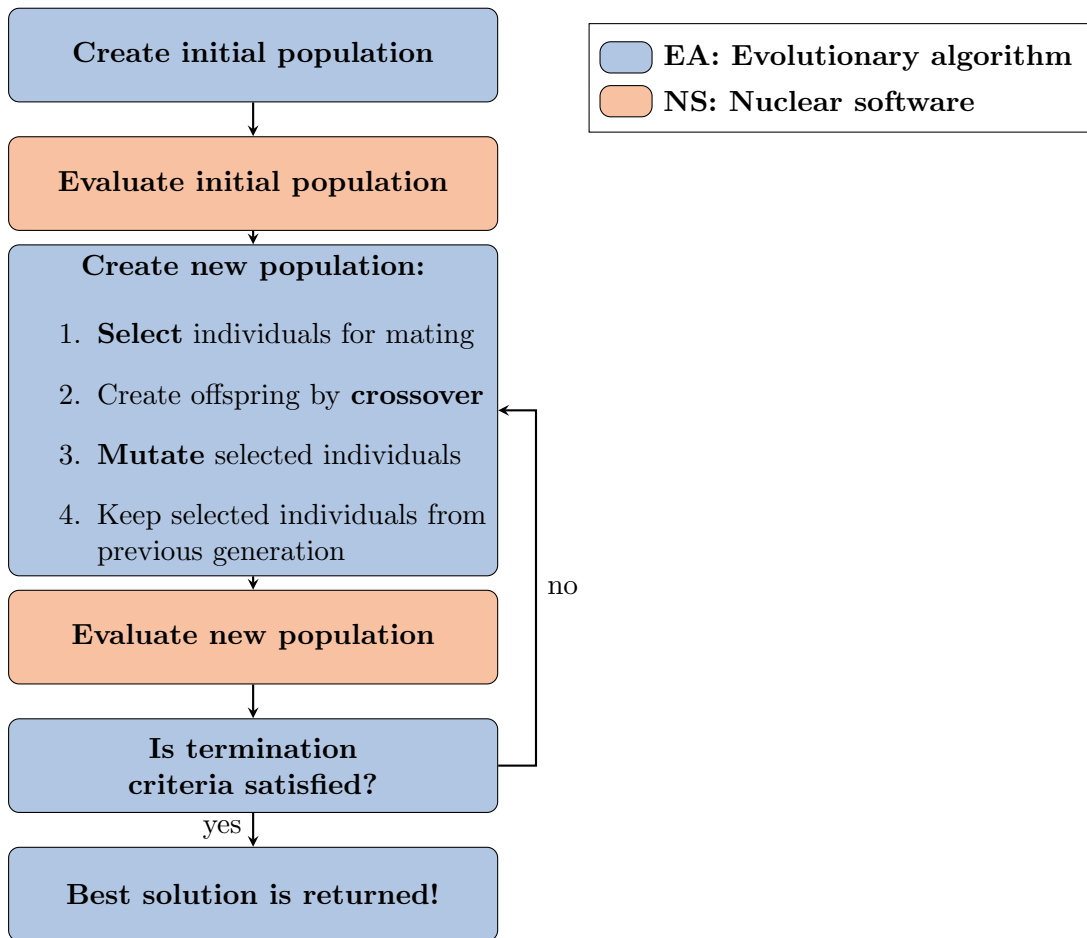 Create initial population
EA: Evolutionary algorithm
NS: Nuclear software
Evaluate initial population
Create new population:
1. Select individuals for mating
2. Create offspring by crossover
3. Mutate selected individuals
4. Keep selected individuals from
previous generation
no
Evaluate new population
Is termination
criteria satisfied?
yes
Best solution is returned!